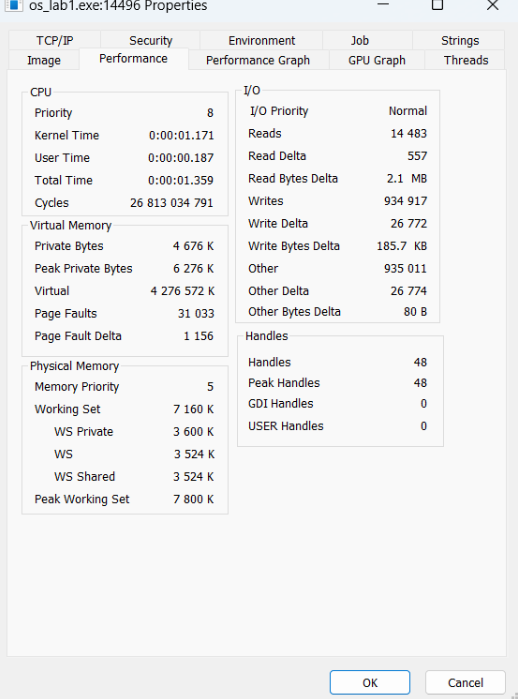 os_lab1.exe:14496 Properties
TCP/IP Security Environment Job Strings
Image Performance Performance Graph GPU Graph Threads
CPU
Priority 8
Kernel Time 0:00:01.171
User Time 0:00:00.187
Total Time 0:00:01.359
Cycles 26 813 034 791
Virtual Memory
Private Bytes 4 676 K
Peak Private Bytes 6 276 K
Virtual 4 276 572 K
Page Faults 31 033
Page Fault Delta 1 156
Physical Memory
Memory Priority 5
Working Set 7 160 K
WS Private 3 600 K
WS 3 524 K
WS Shared 3 524 K
Peak Working Set 7 800 K
I/O
I/O Priority Normal
Reads 14 483
Read Delta 557
Read Bytes Delta 2.1 MB
Writes 934 917
Write Delta 26 772
Write Bytes Delta 185.7 KB
Other 935 011
Other Delta 26 774
Other Bytes Delta 80 B
Handles
Handles 48
Peak Handles 48
GDI Handles 0
USER Handles 0
OK Cancel